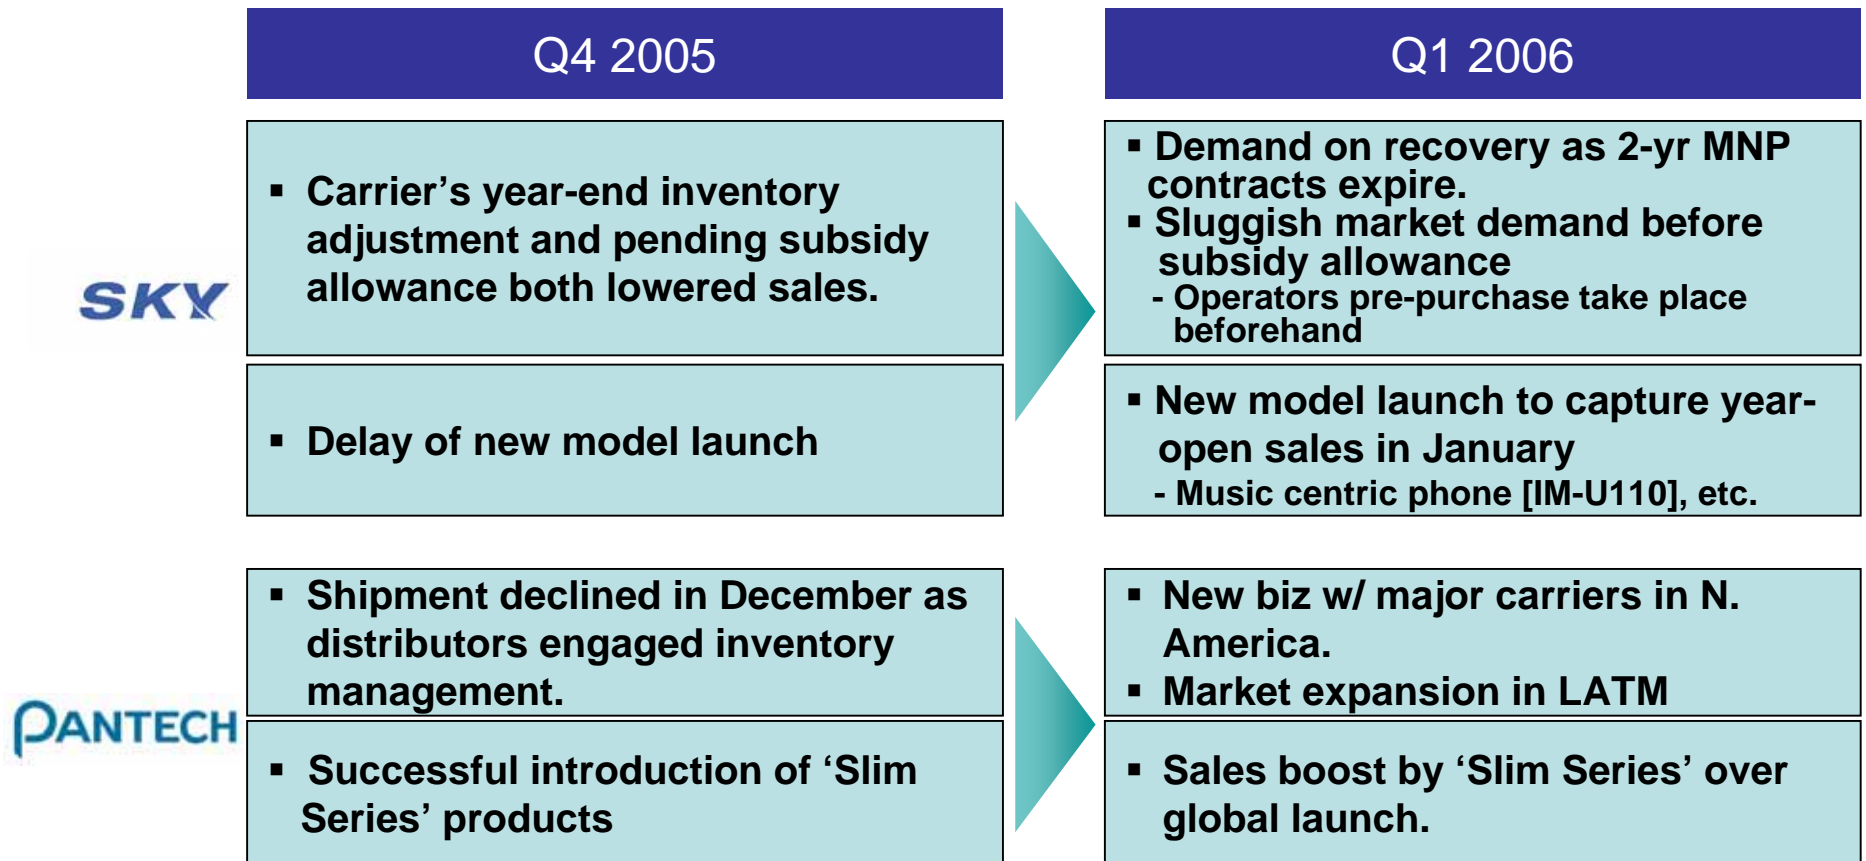 Q4 2005
Q1 2006
SKY
▪ Carrier’s year-end inventory
adjustment and pending subsidy
allowance both lowered sales.
▪ Demand on recovery as 2-yr MNP
contracts expire.
▪ Sluggish market demand before
subsidy allowance
- Operators pre-purchase take place
beforehand
▪ Delay of new model launch
▪ New model launch to capture year-
open sales in January
- Music centric phone [IM-U110], etc.
PANTECH
▪ Shipment declined in December as
distributors engaged inventory
management.
▪ New biz w/ major carriers in N.
America.
▪ Market expansion in LATM
▪ Successful introduction of ‘Slim
Series’ products
▪ Sales boost by ‘Slim Series’ over
global launch.